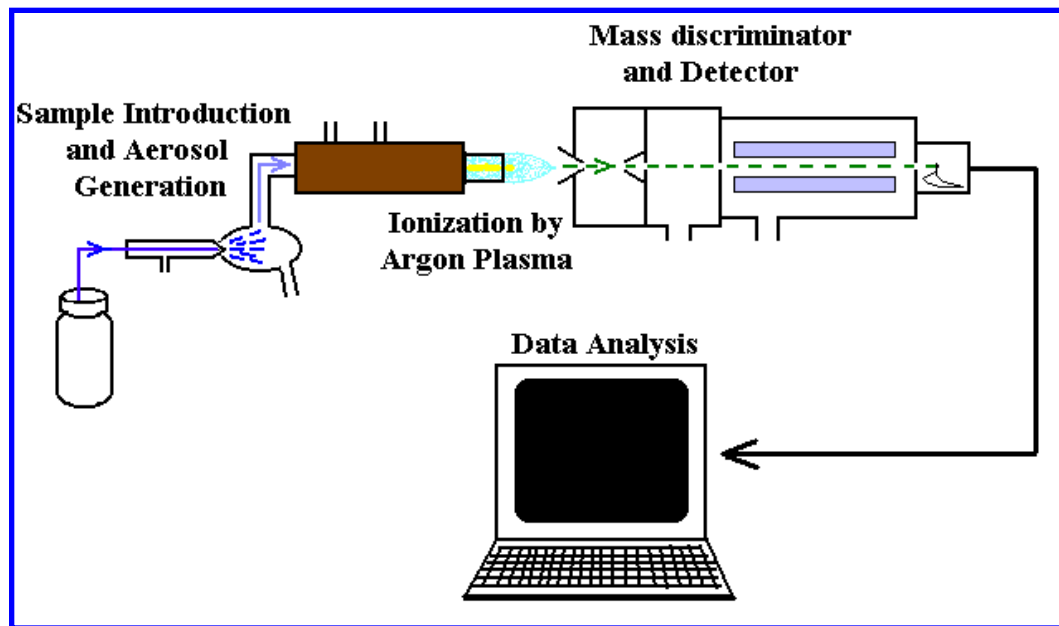 Mass discriminator
and Detector
Sample Introduction
and Aerosol
Generation
Ionization by
Argon Plasma
Data Analysis